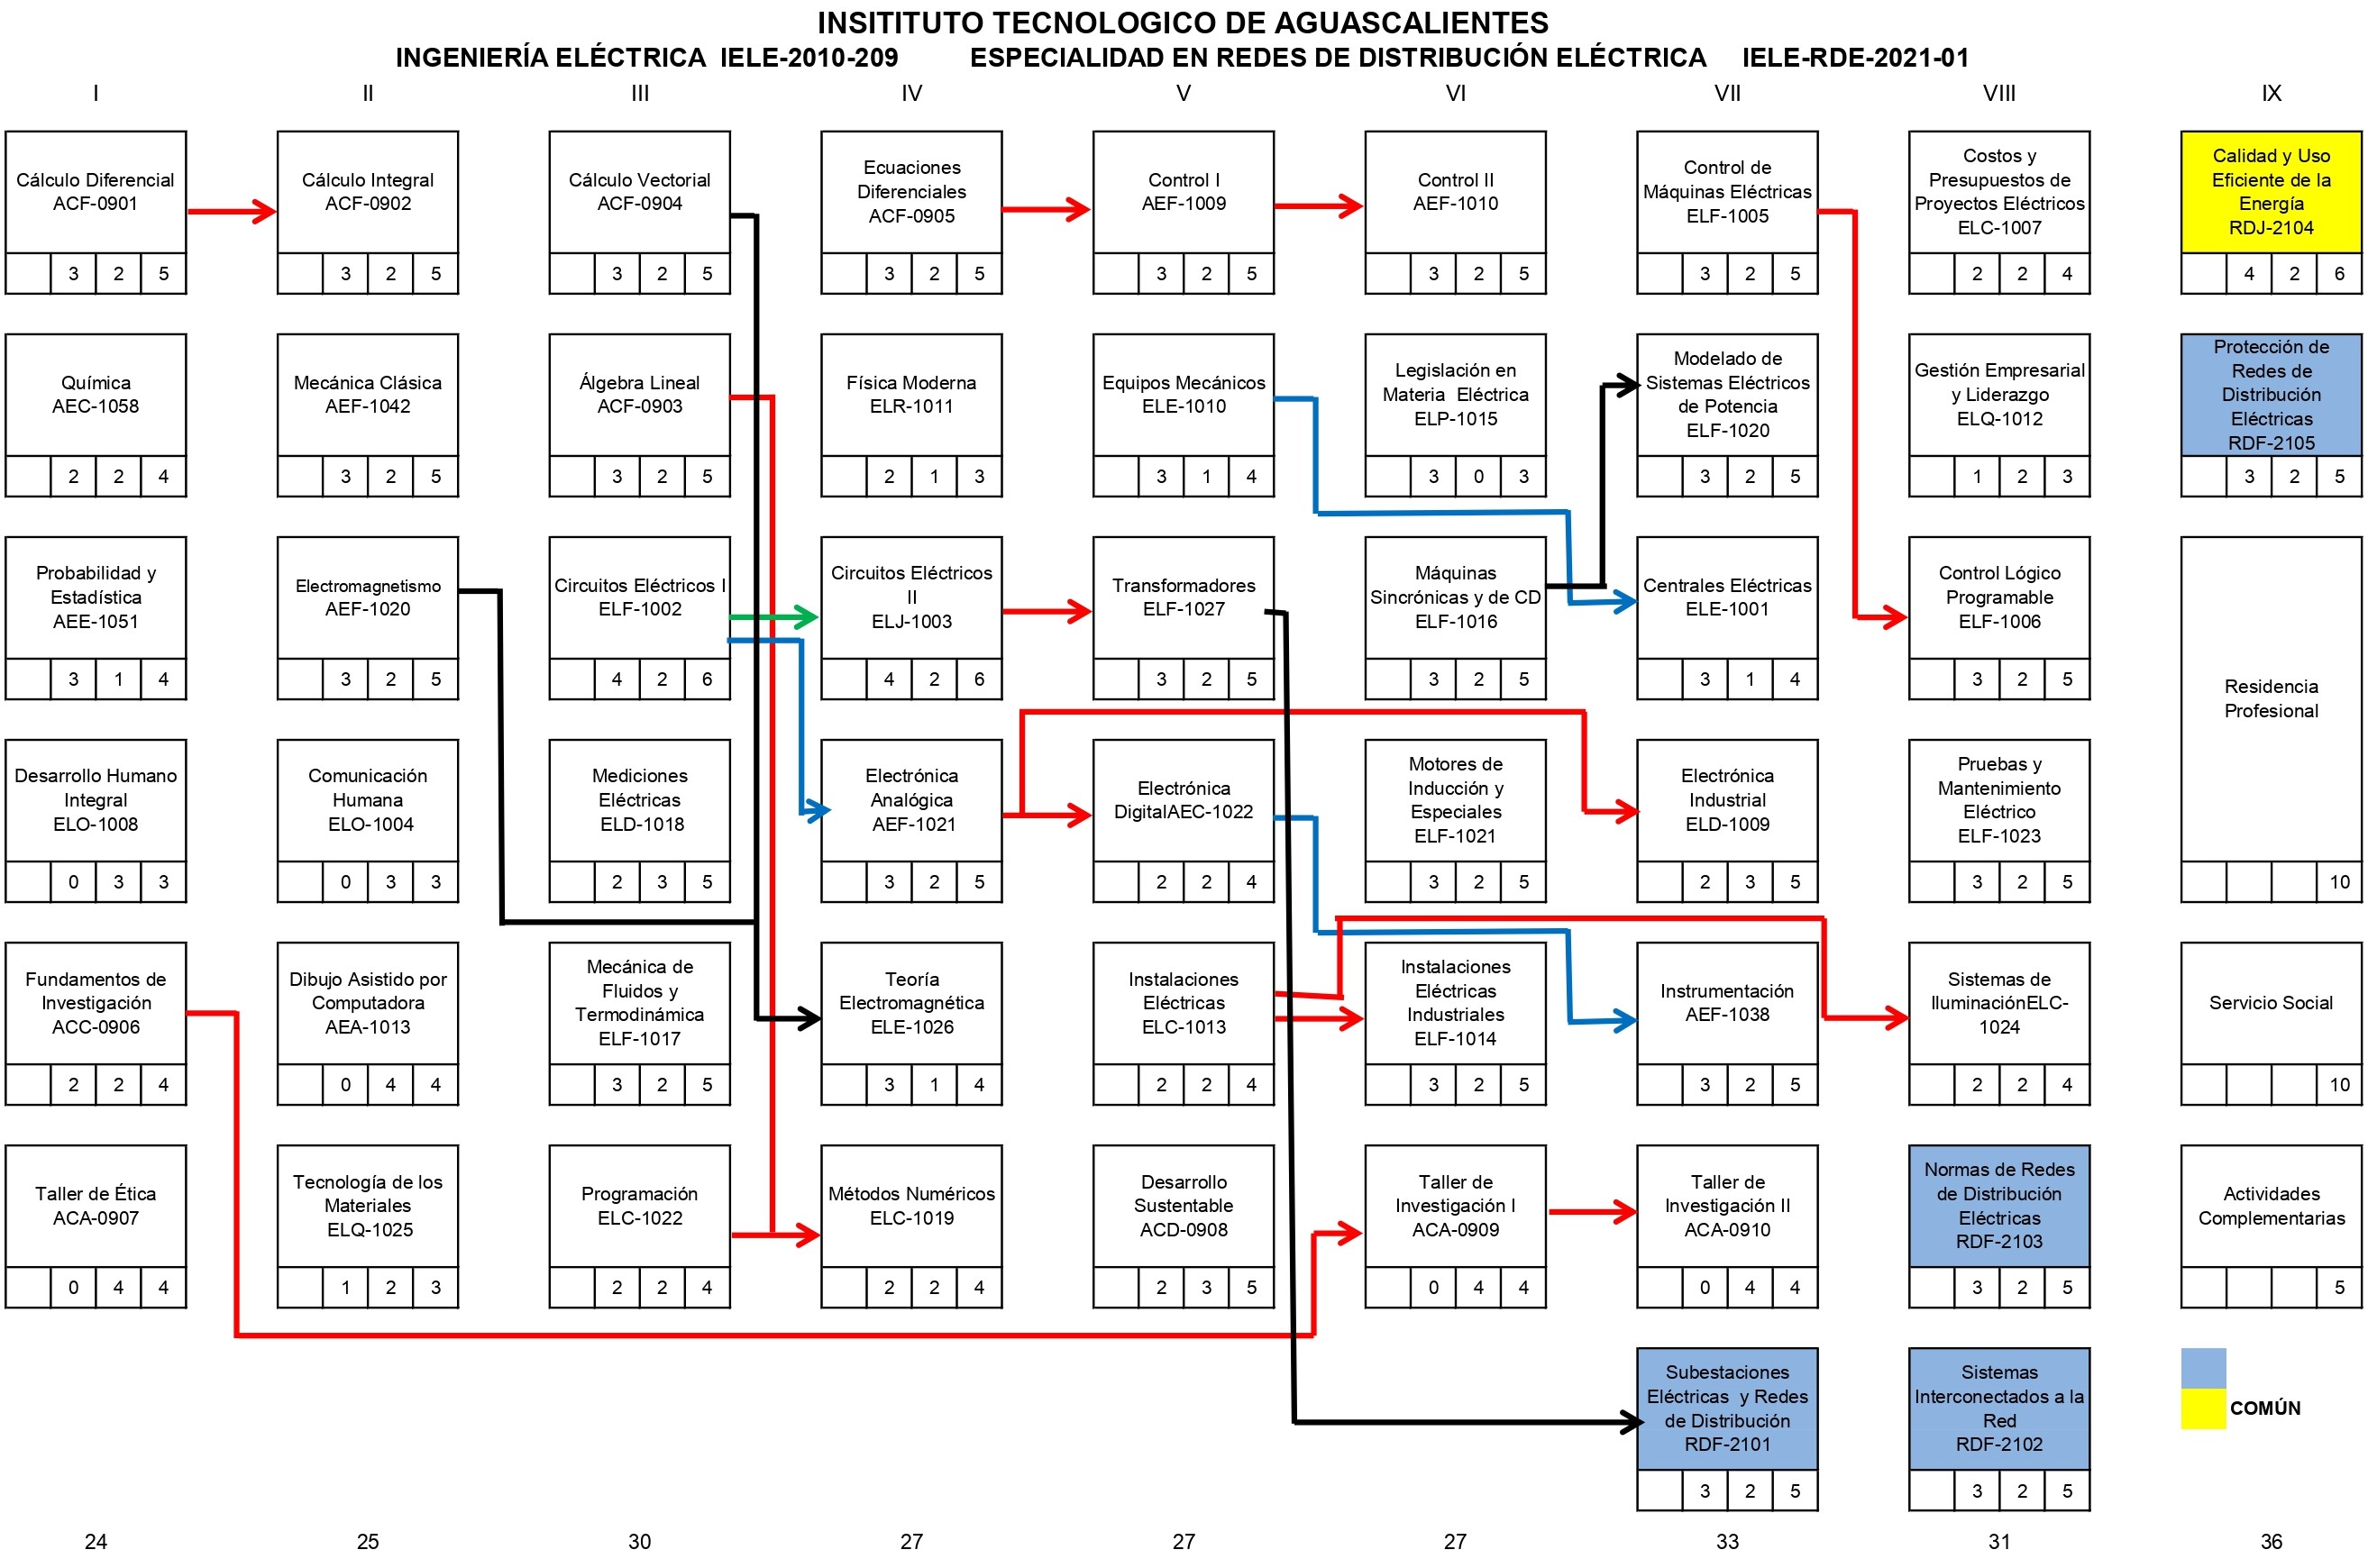 INSITITUTO TECNOLOGICO DE AGUASCALIENTES
INGENIERÍA ELÉCTRICA IELE-2010-209 ESPECIALIDAD EN REDES DE DISTRIBUCIÓN ELÉCTRICA IELE-RDE-2021-01
I II III IV V VI VII VIII IX
Cálculo Diferencial
ACF-0901
3 2 5
Cálculo Integral
ACF-0902
3 2 5
Cálculo Vectorial
ACF-0904
3 2 5
Ecuaciones
Diferenciales
ACF-0905
3 2 5
Control I
AEF-1009
3 2 5
Control II
AEF-1010
3 2 5
Control de
Máquinas Eléctricas
ELF-1005
3 2 5
Costos y
Presupuestos de
Proyectos Eléctricos
ELC-1007
2 2 4
Calidad y Uso
Eficiente de la
Energía
RDJ-2104
4 2 6
Química
AEC-1058
2 2 4
Mecánica Clásica
AEF-1042
3 2 5
Álgebra Lineal
ACF-0903
3 2 5
Física Moderna
ELR-1011
2 1 3
Equipos Mecánicos
ELE-1010
3 1 4
Legislación en
Materia Eléctrica
ELP-1015
3 0 3
Modelado de
Sistemas Eléctricos
de Potencia
ELF-1020
3 2 5
Gestión Empresarial
y Liderazgo
ELQ-1012
1 2 3
Protección de
Redes de
Distribución
Eléctricas
RDF-2105
3 2 5
Probabilidad y
Estadística
AEE-1051
3 1 4
Electromagnetismo
AEF-1020
3 2 5
Circuitos Eléctricos I
ELF-1002
4 2 6
Circuitos Eléctricos
II
ELJ-1003
4 2 6
Transformadores
ELF-1027
3 2 5
Máquinas
Sincrónicas y de CD
ELF-1016
3 2 5
Centrales Eléctricas
ELE-1001
3 1 4
Control Lógico
Programable
ELF-1006
3 2 5
Residencia
Profesional
10
Desarrollo Humano
Integral
ELO-1008
0 3 3
Comunicación
Humana
ELO-1004
0 3 3
Mediciones
Eléctricas
ELD-1018
2 3 5
Electrónica
Analógica
AEF-1021
3 2 5
Electrónica
DigitalAEC-1022
2 2 4
Motores de
Inducción y
Especiales
ELF-1021
3 2 5
Electrónica
Industrial
ELD-1009
2 3 5
Pruebas y
Mantenimiento
Eléctrico
ELF-1023
3 2 5
Fundamentos de
Investigación
ACC-0906
2 2 4
Dibujo Asistido por
Computadora
AEA-1013
0 4 4
Mecánica de
Fluidos y
Termodinámica
ELF-1017
3 2 5
Teoría
Electromagnética
ELE-1026
3 1 4
Instalaciones
Eléctricas
ELC-1013
2 2 4
Instalaciones
Eléctricas
Industriales
ELF-1014
3 2 5
Instrumentación
AEF-1038
3 2 5
Sistemas de
IluminaciónELC-
1024
2 2 4
Servicio Social
10
Taller de Ética
ACA-0907
0 4 4
Tecnología de los
Materiales
ELQ-1025
1 2 3
Programación
ELC-1022
2 2 4
Métodos Numéricos
ELC-1019
2 2 4
Desarrollo
Sustentable
ACD-0908
2 3 5
Taller de
Investigación I
ACA-0909
0 4 4
Taller de
Investigación II
ACA-0910
0 4 4
Normas de Redes
de Distribución
Eléctricas
RDF-2103
3 2 5
Actividades
Complementarias
5
Subestaciones
Eléctricas y Redes
de Distribución
RDF-2101
3 2 5
Sistemas
Interconectados a la
Red
RDF-2102
3 2 5
COMÚN
24 25 30 27 27 27 33 31 36